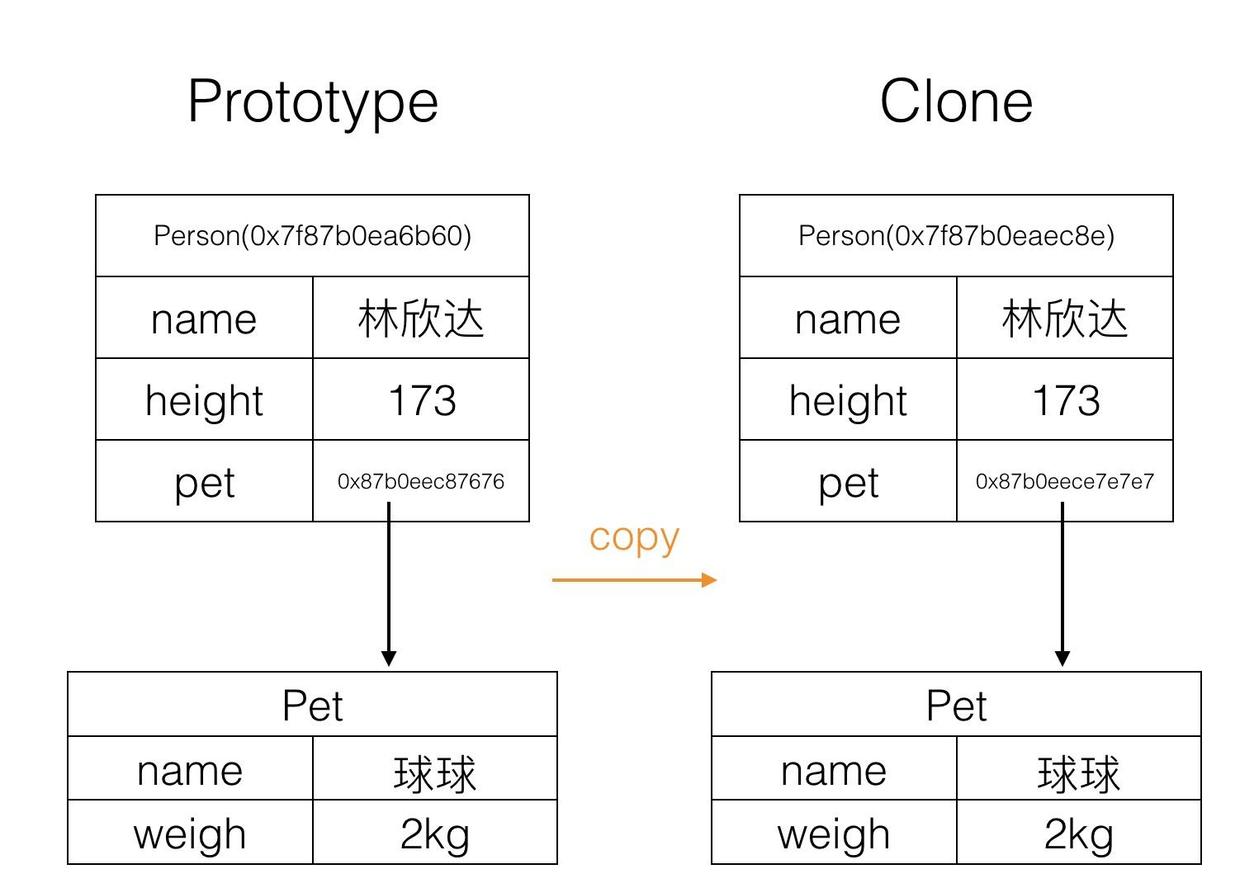 Prototype
Clone
Person(0x7f87b0ea6b60)
Person(0x7f87b0eaec8e)
name 林欣达
name 林欣达
height 173
height 173
pet 0x87b0eec87676
pet 0x87b0eece7e7e7
copy
Pet
Pet
name 球球
name 球球
weigh 2kg
weigh 2kg